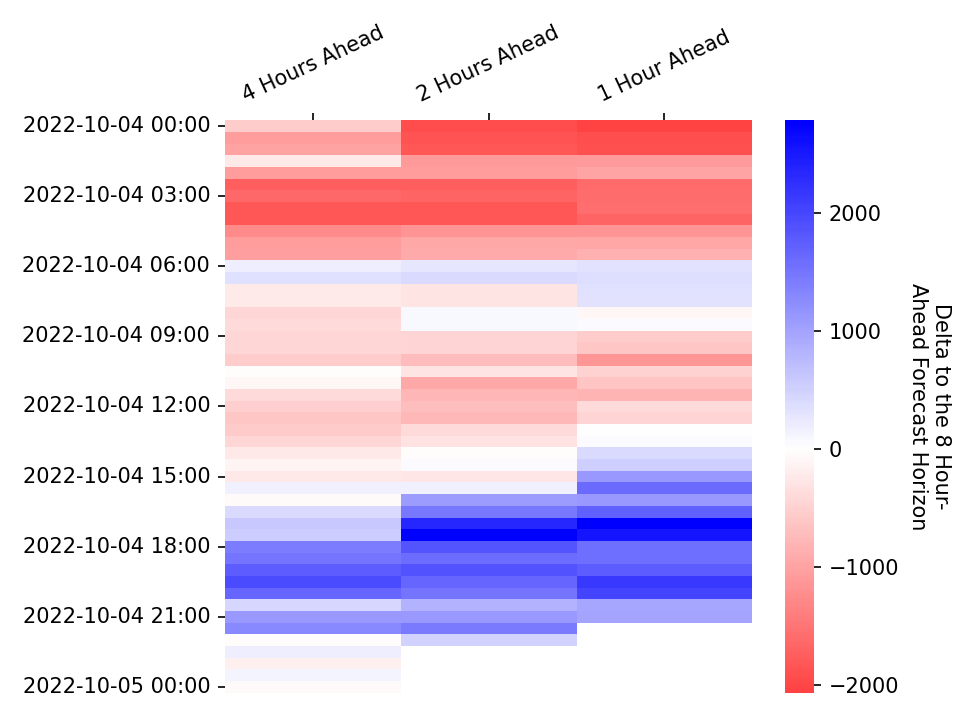 4 Hours Ahead
2 Hours Ahead
1 Hour Ahead
2022-10-04 00:00
2022-10-04 03:00
2022-10-04 06:00
2022-10-04 09:00
2022-10-04 12:00
2022-10-04 15:00
2022-10-04 18:00
2022-10-04 21:00
2022-10-05 00:00
2000
1000
0
−1000
−2000
Delta to the 8 Hour-
Ahead Forecast Horizon